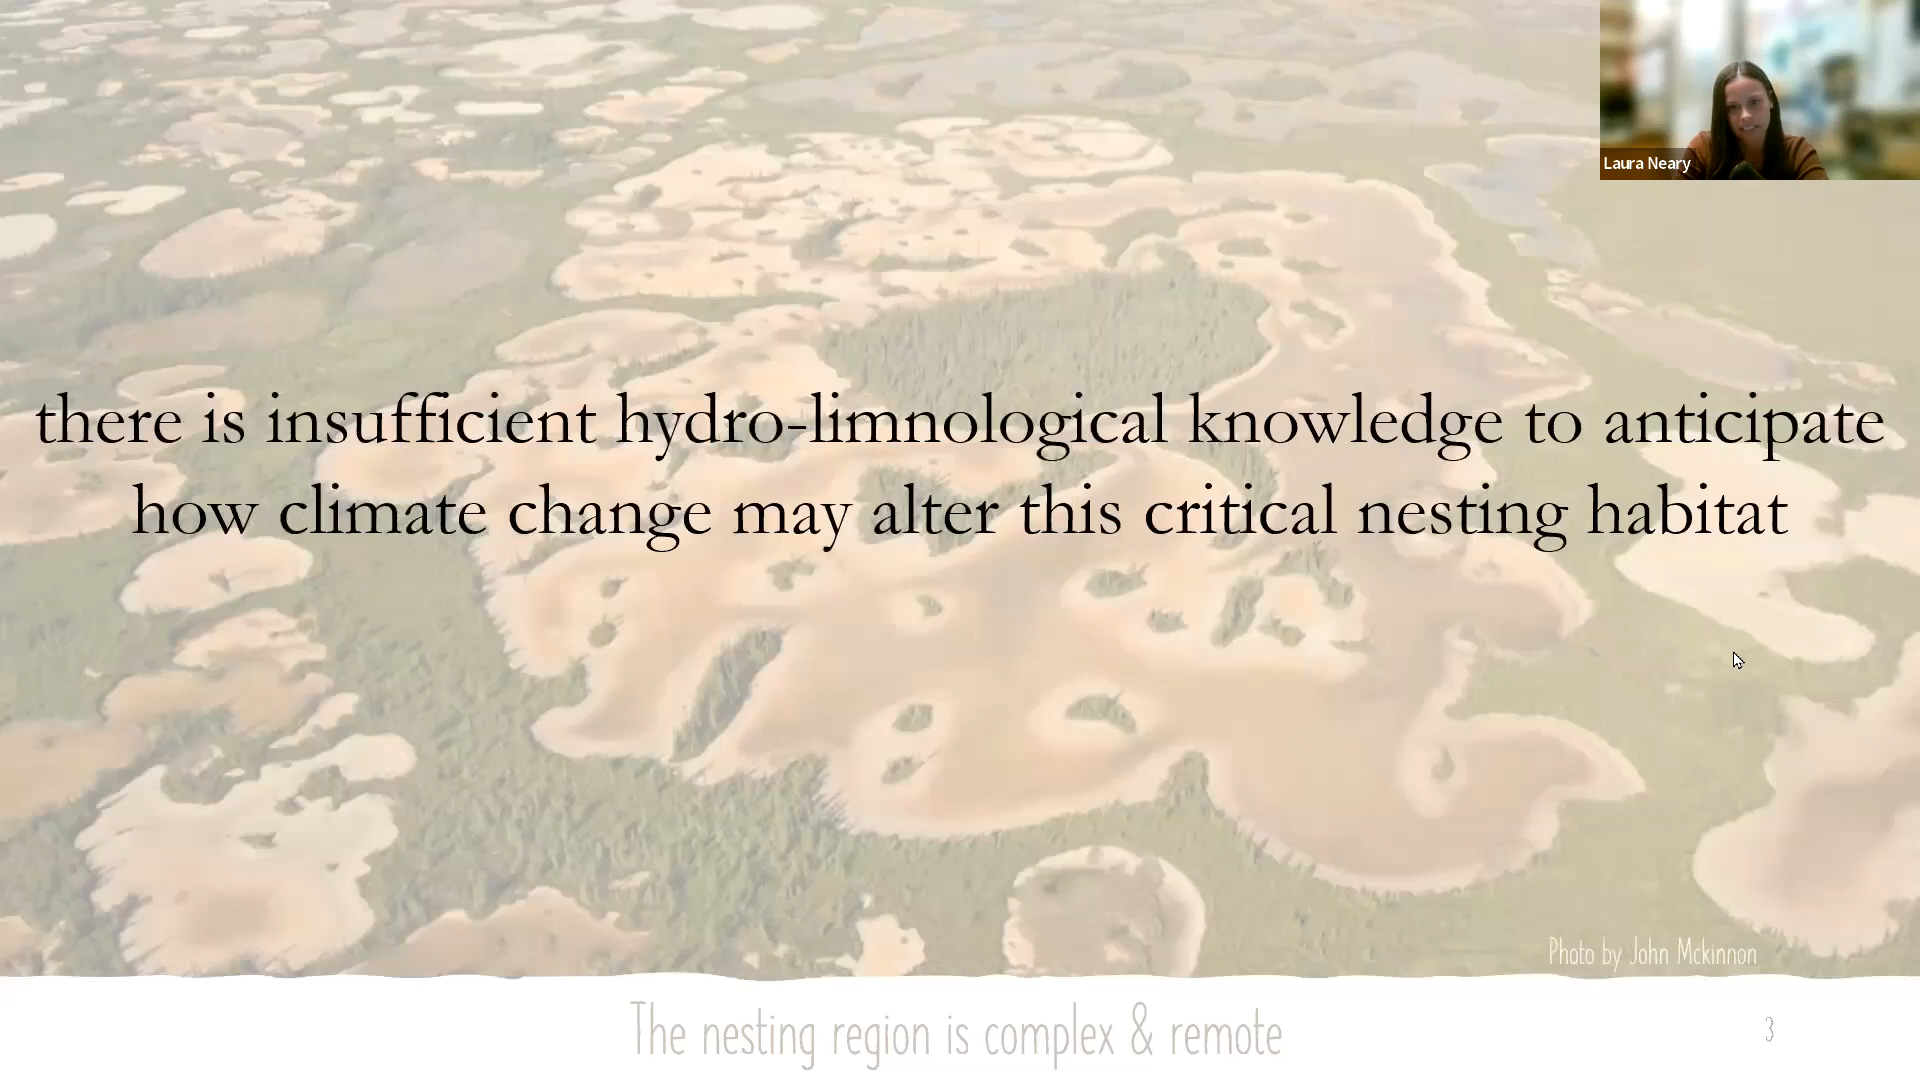 Laura Neary
there is insufficient hydro-limnological knowledge to anticipate
how climate change may alter this critical nesting habitat
Photo by John Mckinnon
The nesting region is complex & remote
3